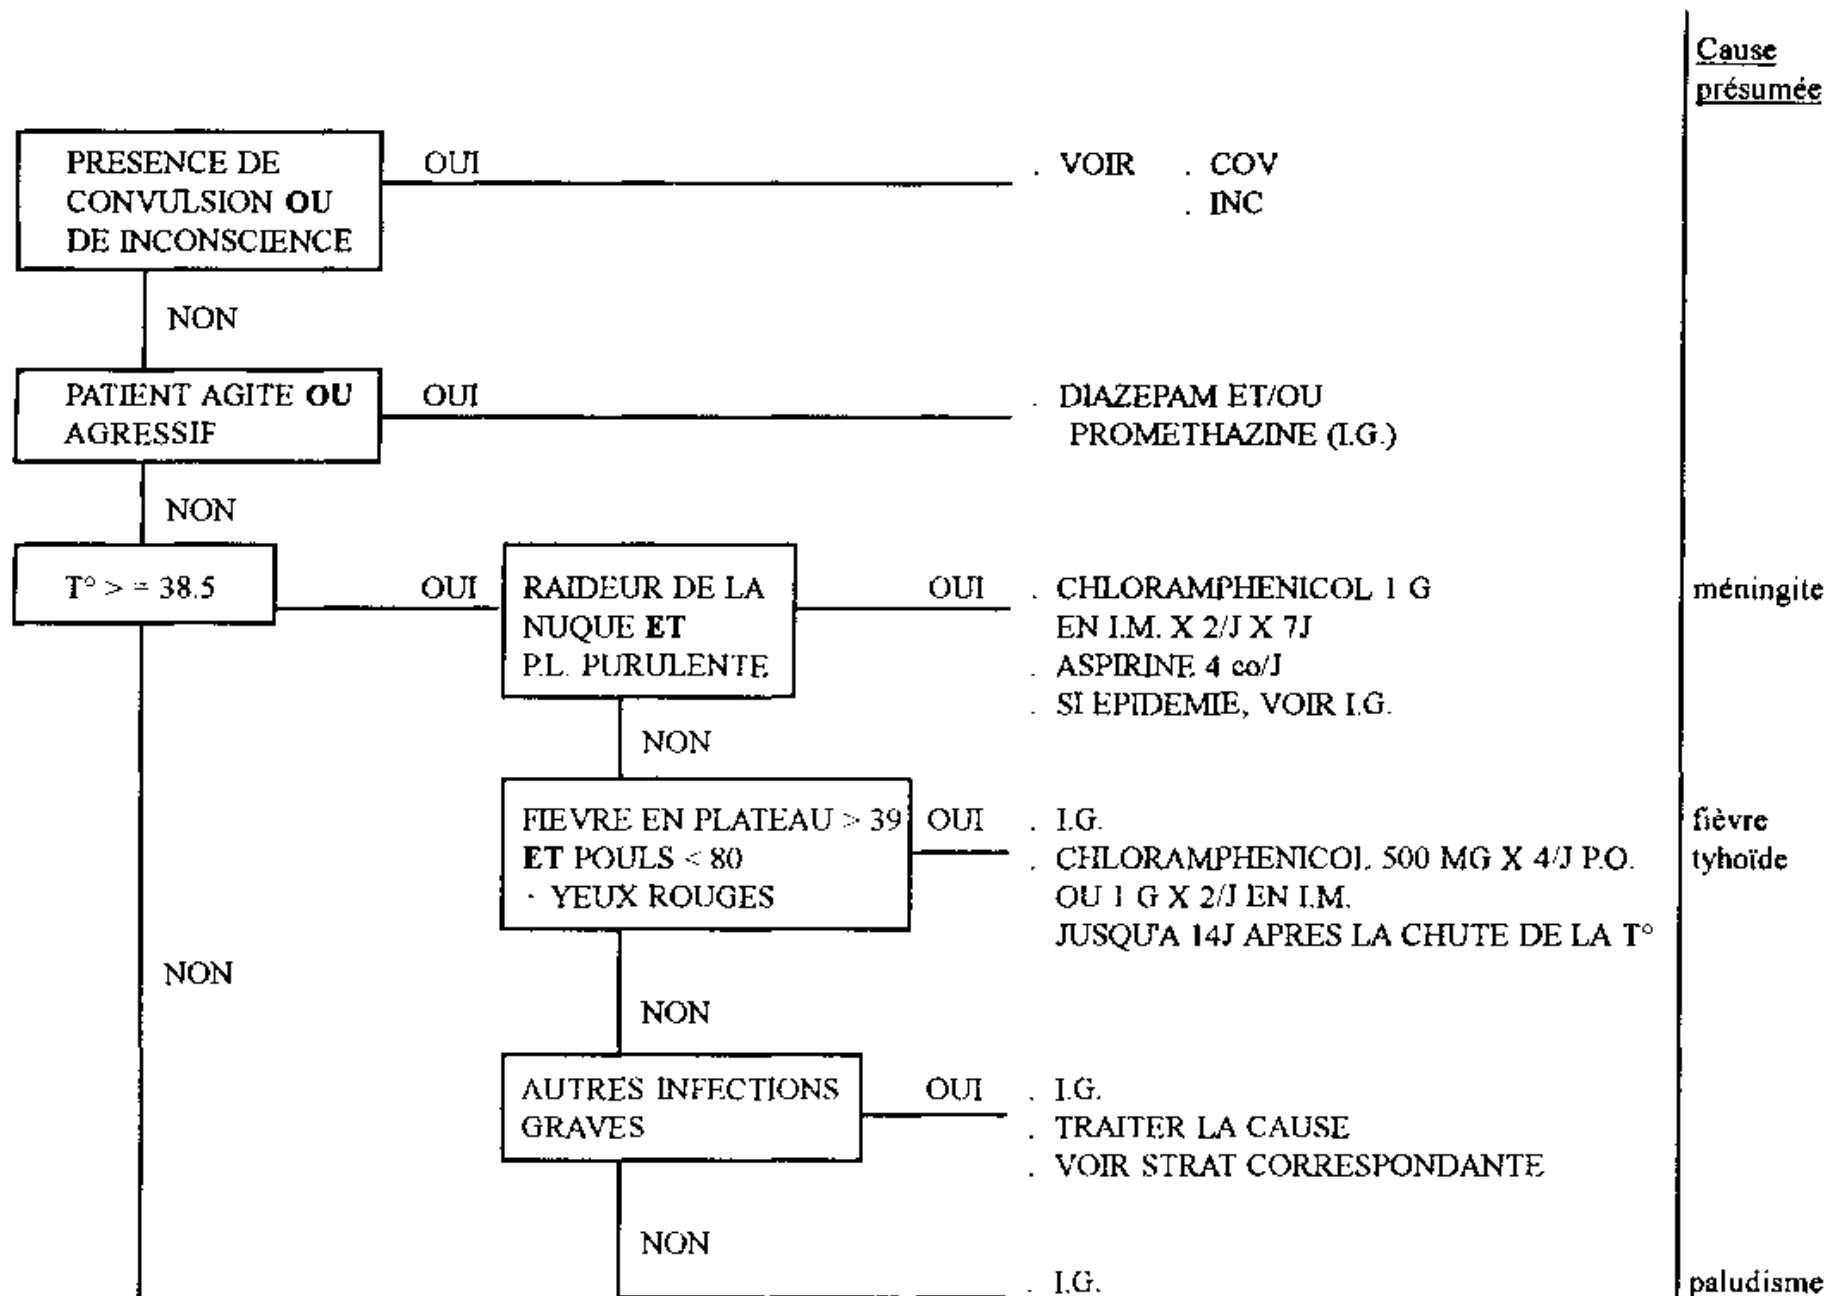 Cause
présumée
PRESENCE DE
CONVULSION OU
DE INCONSCIENCE
OUI
. VOIR . COV
. INC
NON
PATIENT AGITE OU
AGRESSIF
OUI
. DIAZEPAM ET/OU
PROMETHAZINE (I.G.)
NON
T° > = 38.5
OUI
RAIDEUR DE LA
NUQUE ET
P.L. PURULENTE
OUI
. CHLORAMPHENICOL 1 G
EN I.M. X 2/J X 7J
. ASPIRINE 4 co/J
. SI EPIDEMIE, VOIR I.G.
méningite
NON
FIEVRE EN PLATEAU > 39
ET POULS < 80
· YEUX ROUGES
OUI
. I.G.
. CHLORAMPHENICOL 500 MG X 4/J P.O.
OU 1 G X 2/J EN I.M.
JUSQU'A 14J APRES LA CHUTE DE LA T°
fièvre
tyhoïde
NON
NON
AUTRES INFECTIONS
GRAVES
OUI
. I.G.
. TRAITER LA CAUSE
. VOIR STRAT CORRESPONDANTE
NON
. I.G.
paludisme